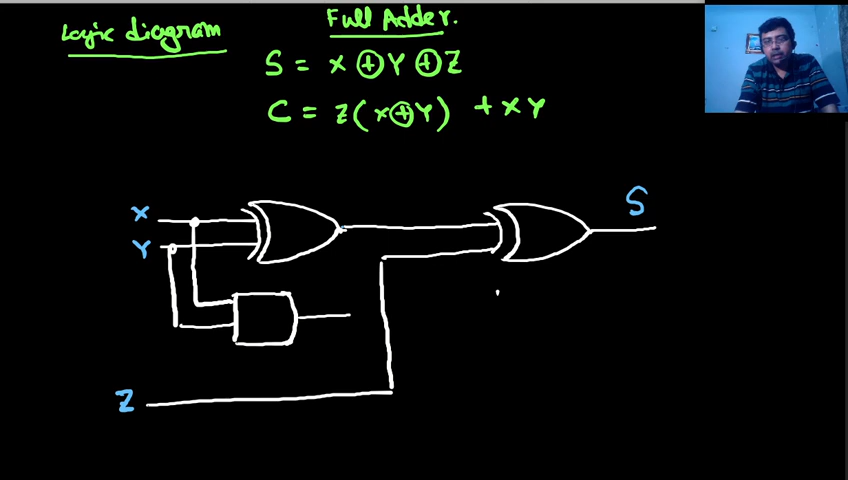 Logic diagram
Full Adder.
S = X ⊕ Y ⊕ Z
C = Z(X⊕Y) + XY
X
Y
S
Z